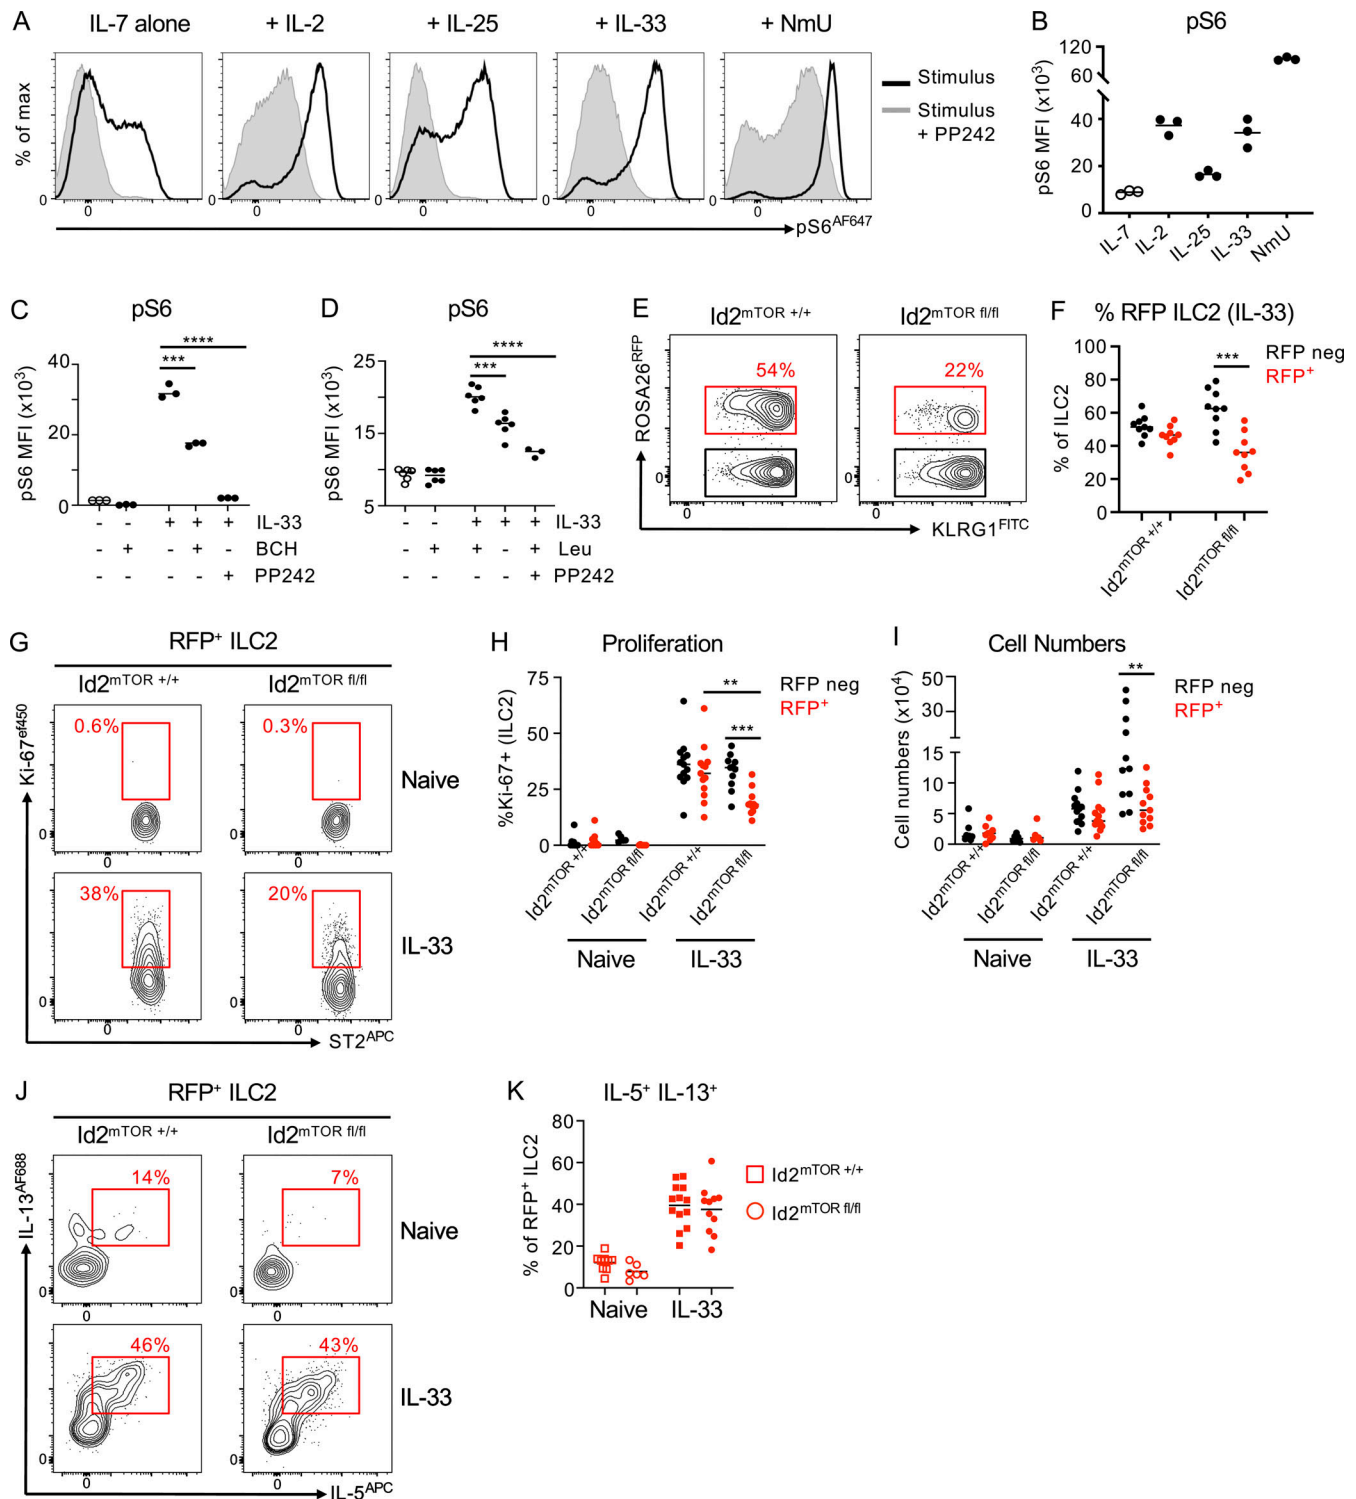 A
IL-7 alone
+ IL-2
+ IL-25
+ IL-33
+ NmU
% of max
0
0
0
0
0
pS6AF647
Stimulus
Stimulus
+ PP242
B
pS6
pS6 MFI (x10³)
120
60
40
20
0
IL-7
IL-2
IL-25
IL-33
NmU
C
pS6
pS6 MFI (x10³)
40
20
0
***
****
- - + + + IL-33
- + - + - BCH
- - - - + PP242
D
pS6
pS6 MFI (x10³)
25
15
5
***
****
- - + + + IL-33
- + + - + Leu
- - - - + PP242
E
Id2mTOR +/+
Id2mTOR fl/fl
54%
22%
ROSA26RFP
0
0
0
0
KLRG1FITC
F
% RFP ILC2 (IL-33)
% of ILC2
100
80
60
40
20
0
***
RFP neg
RFP⁺
Id2mTOR +/+
Id2mTOR fl/fl
G
RFP⁺ ILC2
Id2mTOR +/+
Id2mTOR fl/fl
Ki-67ef450
0.6%
0.3%
Naive
0
0
0
0
38%
20%
IL-33
0
0
0
0
ST2APC
H
Proliferation
%Ki-67+ (ILC2)
75
50
25
0
**
***
RFP neg
RFP⁺
Id2mTOR +/+
Id2mTOR fl/fl
Id2mTOR +/+
Id2mTOR fl/fl
Naive
IL-33
I
Cell Numbers
Cell numbers (x10⁴)
50
30
15
10
5
0
**
RFP neg
RFP⁺
Id2mTOR +/+
Id2mTOR fl/fl
Id2mTOR +/+
Id2mTOR fl/fl
Naive
IL-33
J
RFP⁺ ILC2
Id2mTOR +/+
Id2mTOR fl/fl
IL-13AF688
14%
7%
Naive
0
0
0
0
46%
43%
IL-33
0
0
0
0
IL-5APC
K
IL-5⁺ IL-13⁺
% of RFP⁺ ILC2
80
60
40
20
0
Id2mTOR +/+
Id2mTOR fl/fl
Naive
IL-33